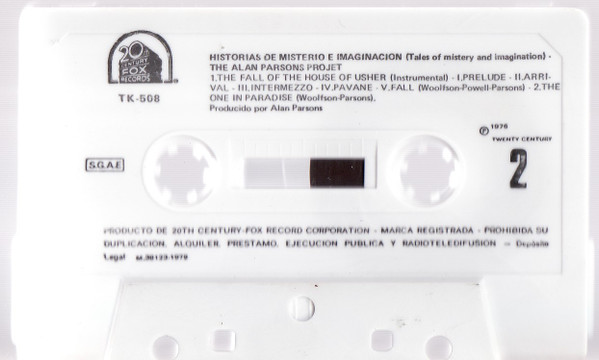 20th
CENTURY
FOX
RECORDS
TK-508
HISTORIAS DE MISTERIO E IMAGINACION (Tales of mistery and imagination) -
THE ALAN PARSONS PROJET
1.THE FALL OF THE HOUSE OF USHER (Instrumental) - I.PRELUDE - II.ARRI-
VAL - III.INTERMEZZO - IV.PAVANE - V.FALL (Woolfson-Powell-Parsons) - 2.THE
ONE IN PARADISE (Woolfson-Parsons).
Producido por Alan Parsons
Ⓟ 1976
TWENTY CENTURY
S.G.A.E
2
PRODUCTO DE 20TH CENTURY-FOX RECORD CORPORATION - MARCA REGISTRADA - PROHIBIDA SU
DUPLICACION, ALQUILER, PRESTAMO, EJECUCION PUBLICA Y RADIOTELEDIFUSION — Depósito
Legal M.39123-1978